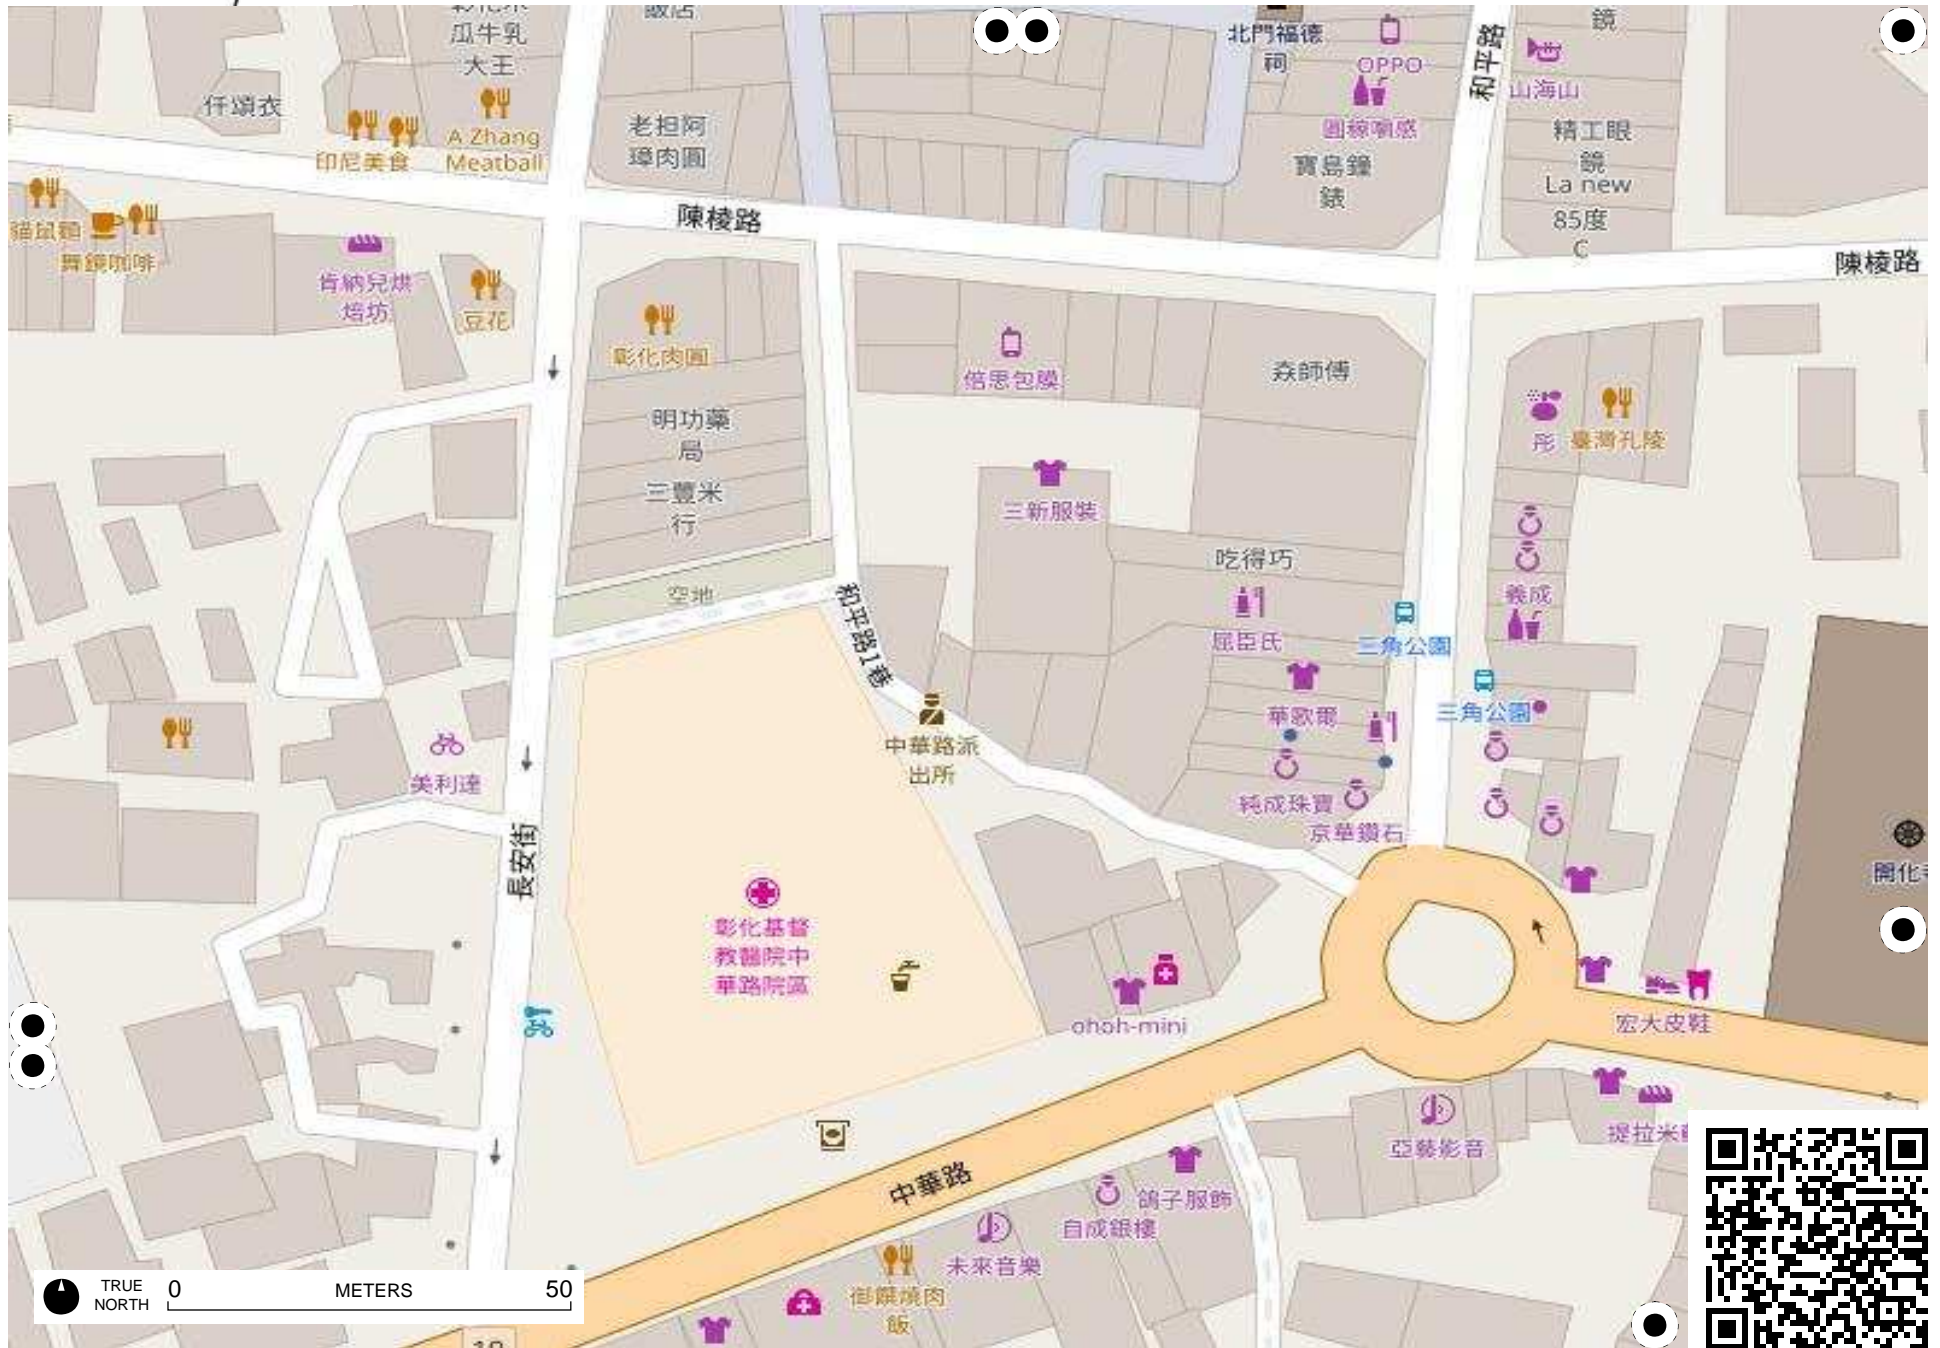 瓜牛乳
大王
飯店
仟頌衣
印尼美食
A Zhang
Meatball
老担阿
璋肉圓
北門福德
祠
OPPO
和平路
山海山
鏡
精工眼
鏡
La new
85度
C
寶島鐘
錶
貓鼠麵
舞鏡咖啡
肯納兒烘
焙坊
豆花
陳棱路
陳棱路
彰化肉圓
倍思包膜
猋師傅
彤
臺灣孔陵
明功藥
局
三豐米
行
三新服裝
吃得巧
義成
空地
和平路1巷
屈臣氏
三角公園
三角公園
華歌爾
中華路派
出所
美利達
純成珠寶
京華鑽石
長安街
開化寺
彰化基督
教醫院中
華路院區
ohoh-mini
宏大皮鞋
亞藝影音
提拉米
中華路
鴿子服飾
自成銀樓
未來音樂
御饌燒肉
飯
TRUE
NORTH
0 METERS 50
19